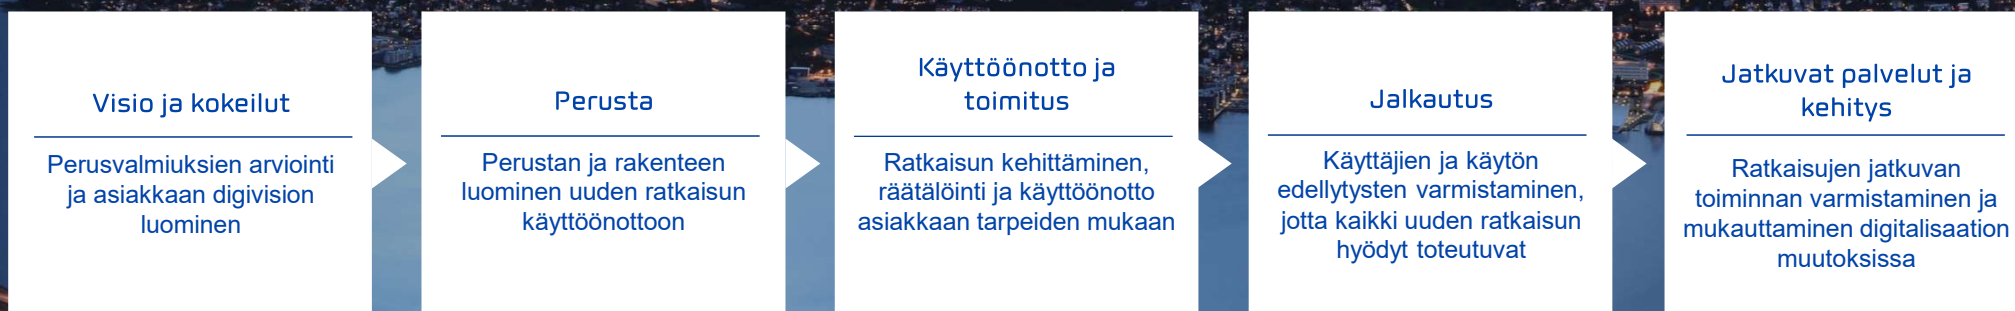 Visio ja kokeilut
Perusvalmiuksien arviointi
ja asiakkaan digivision
luominen
Perusta
Perustan ja rakenteen
luominen uuden ratkaisun
käyttöönottoon
Käyttöönotto ja
toimitus
Ratkaisun kehittäminen,
räätälöinti ja käyttöönotto
asiakkaan tarpeiden mukaan
Jalkautus
Käyttäjien ja käytön
edellytysten varmistaminen,
jotta kaikki uuden ratkaisun
hyödyt toteutuvat
Jatkuvat palvelut ja
kehitys
Ratkaisujen jatkuvan
toiminnan varmistaminen ja
mukauttaminen digitalisaation
muutoksissa